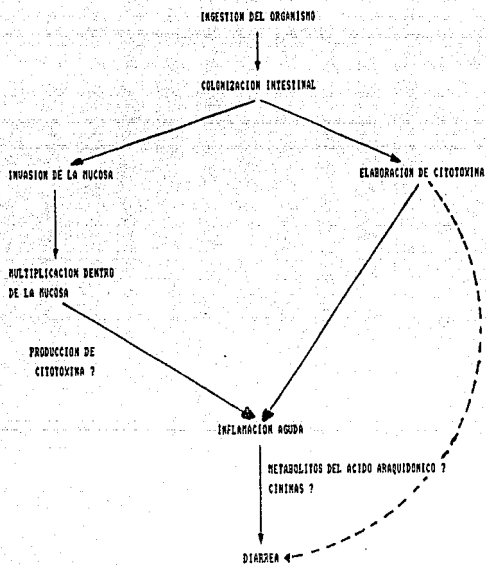 INGESTION DEL ORGANISMO
COLONIZACION INTESTINAL
INVASION DE LA MUCOSA
ELABORACION DE CITOTOXINA
MULTIPLICACION DENTRO
DE LA MUCOSA
PRODUCCION DE
CITOTOXINA ?
INFLAMACION AGUDA
METABOLITOS DEL ACIDO ARAQUIDONICO ?
CININAS ?
DIARREA